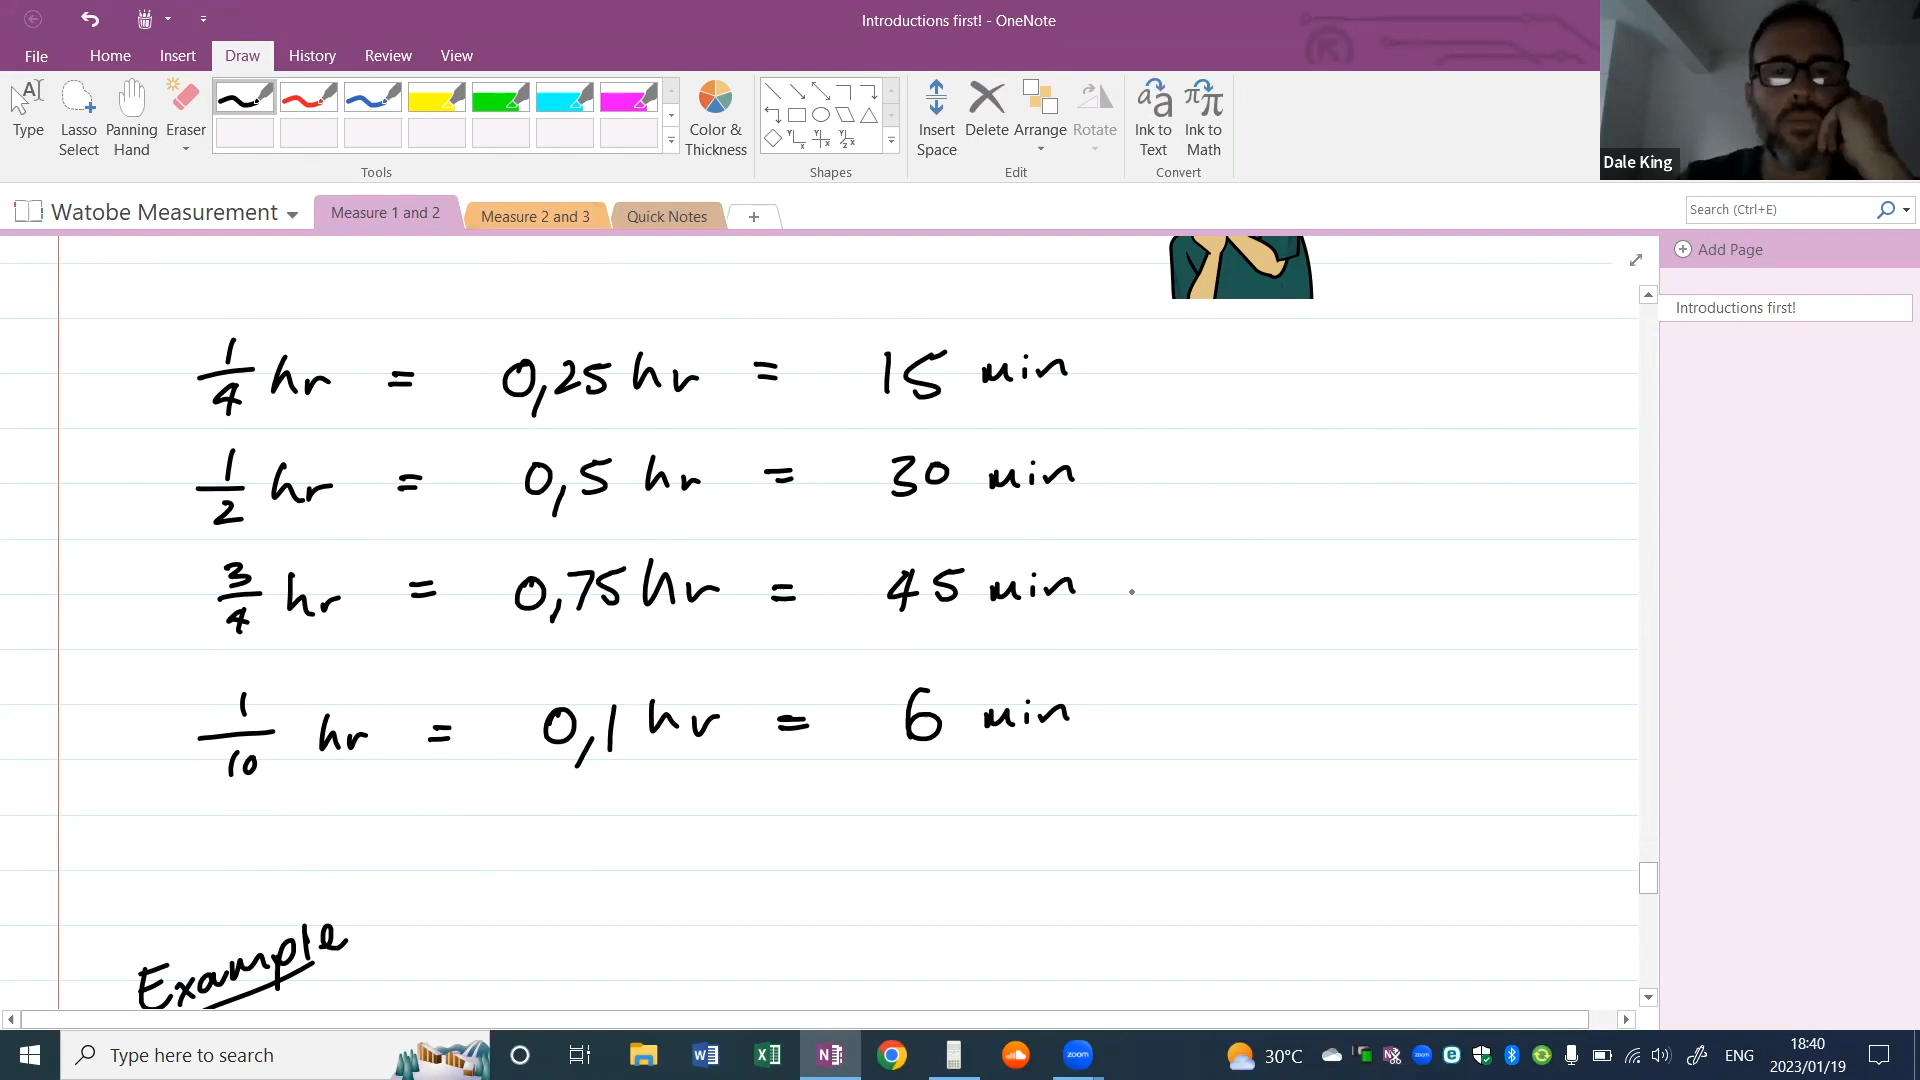 Introductions first! - OneNote
File Home Insert Draw History Review View
Type Lasso Select Panning Hand Eraser Color & Thickness Insert Space Delete Arrange Rotate Ink to Text Ink to Math
Tools Shapes Edit Convert
Dale King
Watobe Measurement Measure 1 and 2 Measure 2 and 3 Quick Notes + Search (Ctrl+E)
Add Page
Introductions first!
1/4 hr = 0,25 hr = 15 min
1/2 hr = 0,5 hr = 30 min
3/4 hr = 0,75 hr = 45 min
1/10 hr = 0,1 hr = 6 min
Example
Type here to search zoom 30°C ENG 18:40
2023/01/19